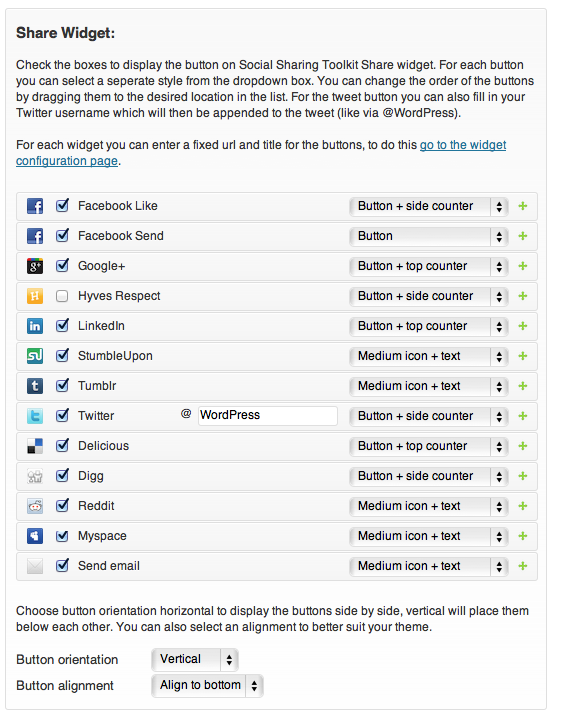 Share Widget:
Check the boxes to display the button on Social Sharing Toolkit Share widget. For each button
you can select a seperate style from the dropdown box. You can change the order of the buttons
by dragging them to the desired location in the list. For the tweet button you can also fill in your
Twitter username which will then be appended to the tweet (like via @WordPress).
For each widget you can enter a fixed url and title for the buttons, to do this go to the widget
configuration page.
Facebook Like Button + side counter
Facebook Send Button
Google+ Button + top counter
Hyves Respect Button + side counter
LinkedIn Button + top counter
StumbleUpon Medium icon + text
Tumblr Medium icon + text
Twitter @ WordPress Button + side counter
Delicious Button + top counter
Digg Button + side counter
Reddit Medium icon + text
Myspace Medium icon + text
Send email Medium icon + text
Choose button orientation horizontal to display the buttons side by side, vertical will place them
below each other. You can also select an alignment to better suit your theme.
Button orientation Vertical
Button alignment Align to bottom